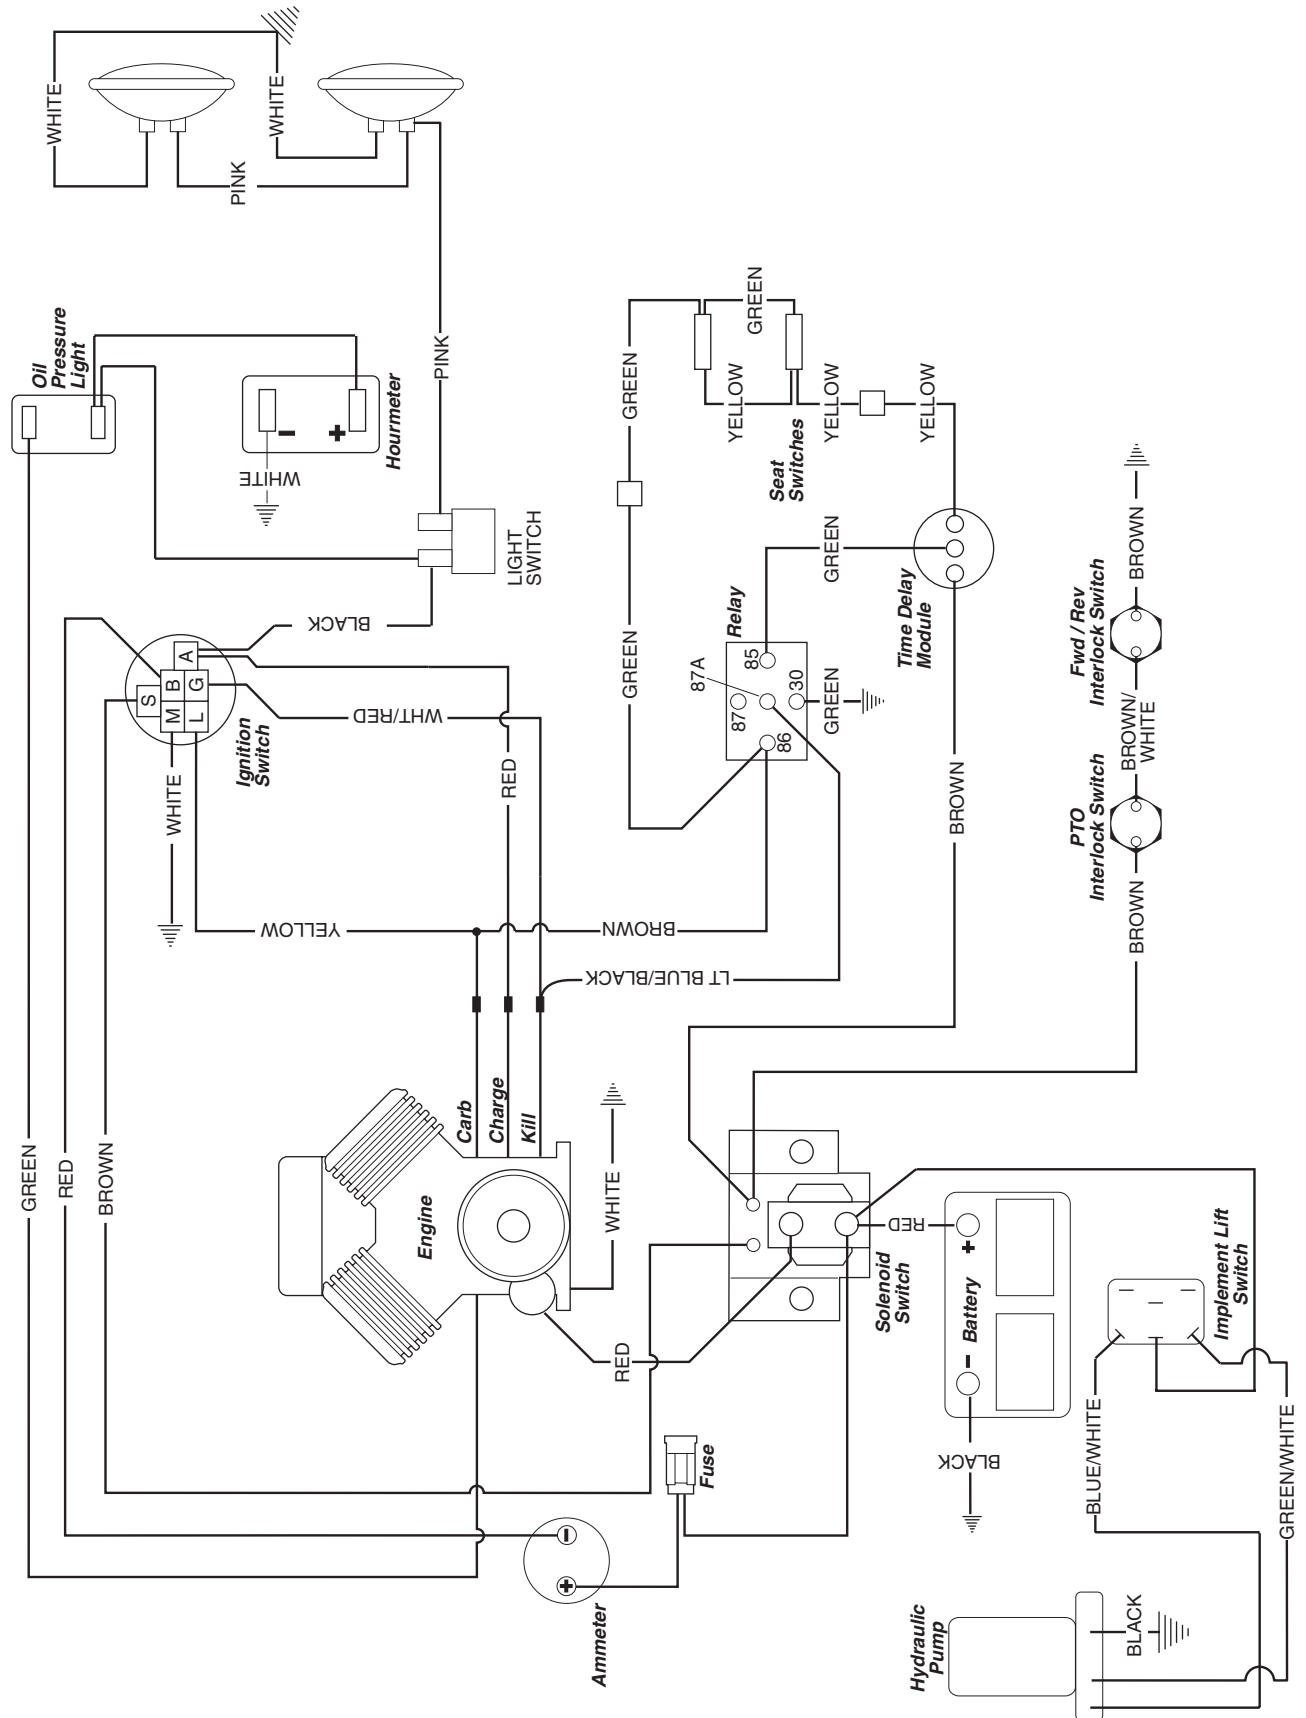 WHITE
WHITE
PINK
Oil
Pressure
Light
PINK
Hourmeter
WHITE
LIGHT
SWITCH
GREEN
GREEN
YELLOW
YELLOW
YELLOW
Seat
Switches
GREEN
GREEN
Relay
87A
85
87
30
86
GREEN
Time Delay
Module
BROWN
Fwd / Rev
Interlock Switch
BROWN/
WHITE
PTO
Interlock Switch
BROWN
BROWN
BLACK
S
A
B
G
M
L
Ignition
Switch
WHT/RED
RED
WHITE
YELLOW
BROWN
LT BLUE/BLACK
Carb
Charge
Kill
Engine
WHITE
GREEN
RED
BROWN
RED
RED
Solenoid
Switch
+
Battery
-
BLACK
Implement Lift
Switch
BLUE/WHITE
GREEN/WHITE
Fuse
Ammeter
Hydraulic
Pump
BLACK